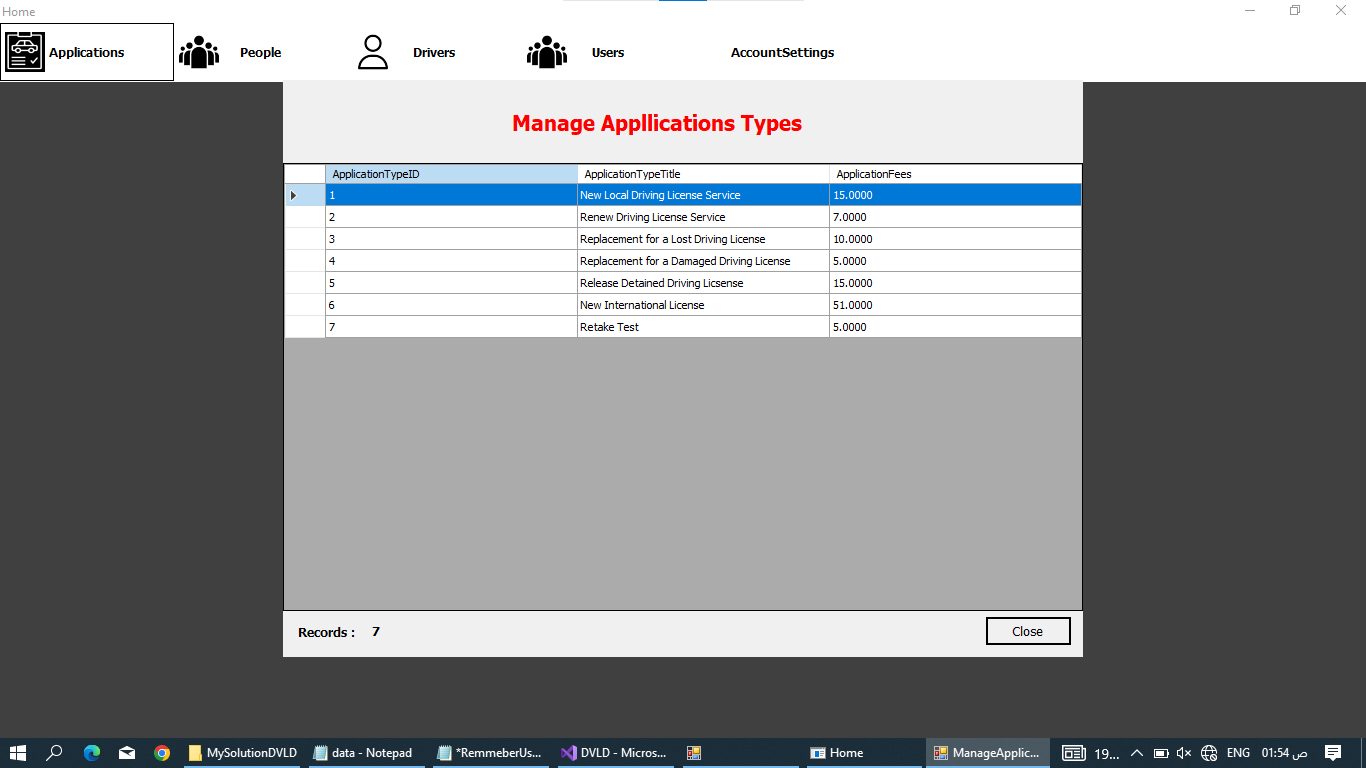 Home
Applications People Drivers Users AccountSettings
Manage Appllications Types
ApplicationTypeID ApplicationTypeTitle ApplicationFees
1 New Local Driving License Service 15.0000
2 Renew Driving License Service 7.0000
3 Replacement for a Lost Driving License 10.0000
4 Replacement for a Damaged Driving License 5.0000
5 Release Detained Driving Licsense 15.0000
6 New International License 51.0000
7 Retake Test 5.0000
Records : 7 Close
MySolutionDVLD data - Notepad *RemmeberUs... DVLD - Micros... Home ManageApplic... 19... ENG 01:54 ص